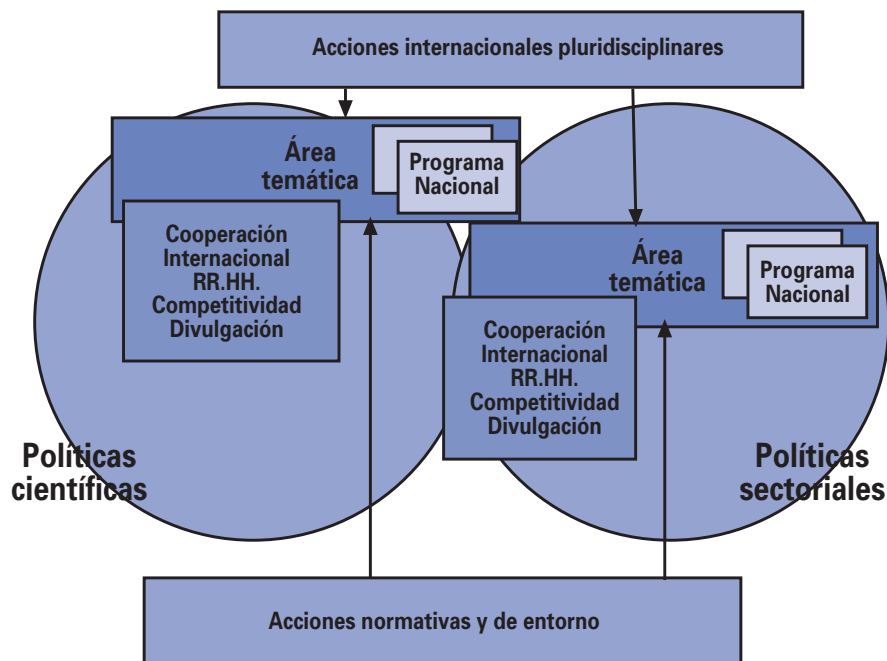 Acciones internacionales pluridisciplinares
Área
temática
Programa
Nacional
Cooperación
Internacional
RR.HH.
Competitividad
Divulgación
Área
temática
Programa
Nacional
Cooperación
Internacional
RR.HH.
Competitividad
Divulgación
Políticas
científicas
Políticas
sectoriales
Acciones normativas y de entorno